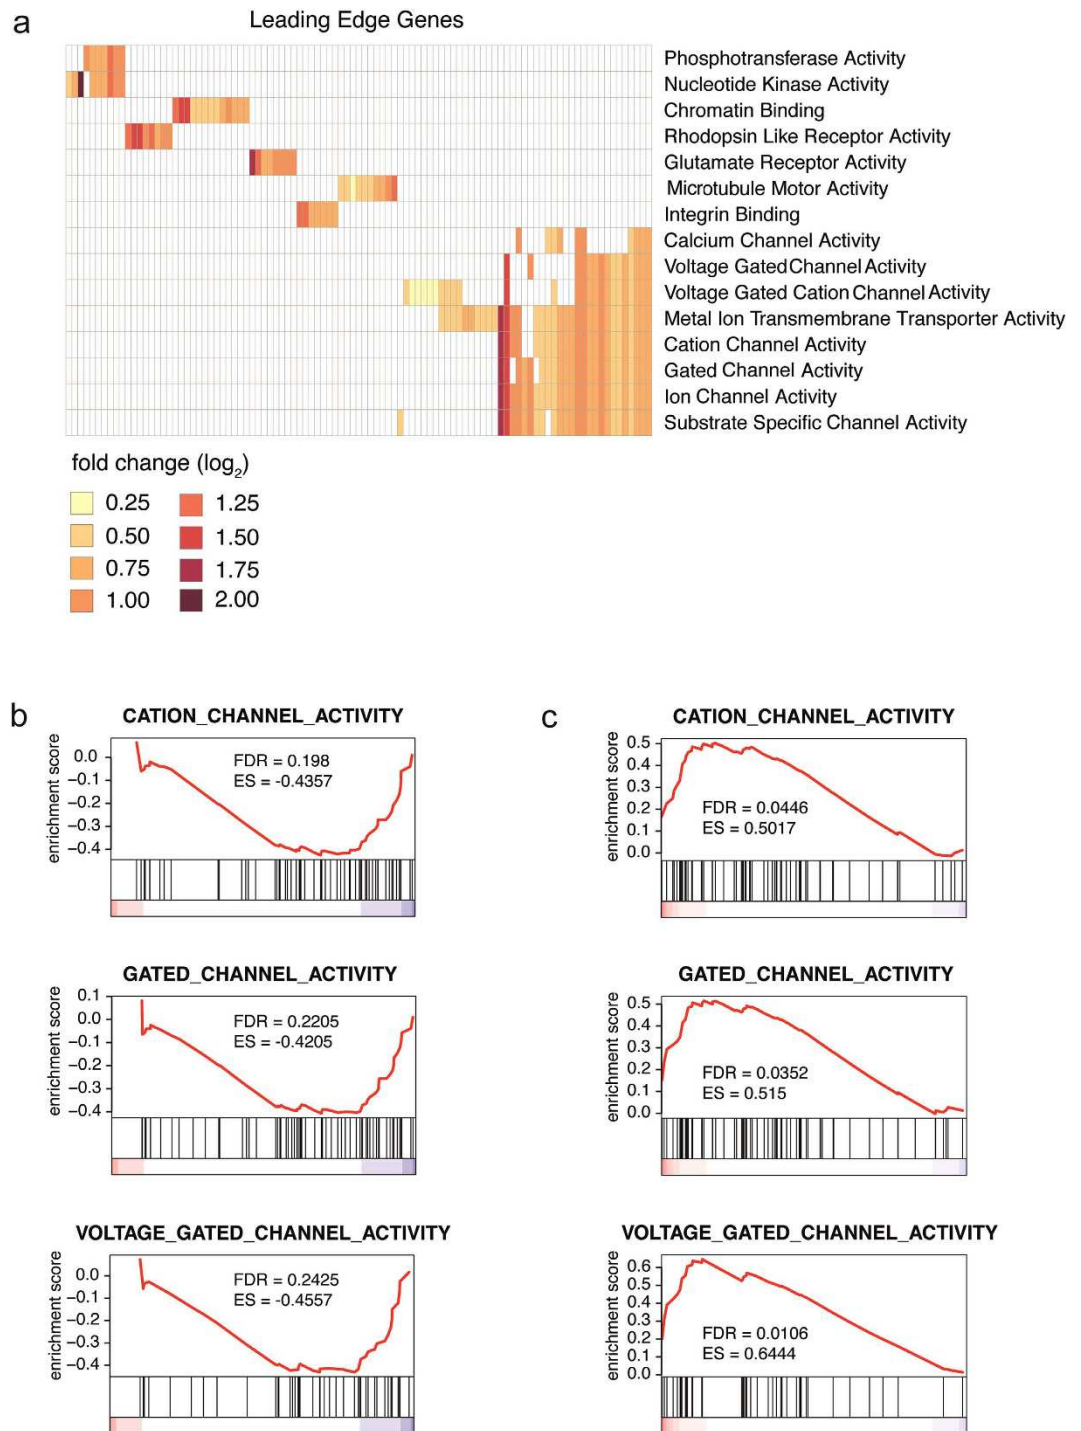 a
Leading Edge Genes
Phosphotransferase Activity
Nucleotide Kinase Activity
Chromatin Binding
Rhodopsin Like Receptor Activity
Glutamate Receptor Activity
Microtubule Motor Activity
Integrin Binding
Calcium Channel Activity
Voltage Gated Channel Activity
Voltage Gated Cation Channel Activity
Metal Ion Transmembrane Transporter Activity
Cation Channel Activity
Gated Channel Activity
Ion Channel Activity
Substrate Specific Channel Activity
fold change (log₂)
0.25 1.25
0.50 1.50
0.75 1.75
1.00 2.00
b
CATION_CHANNEL_ACTIVITY
enrichment score
0.0
−0.1
−0.2
−0.3
−0.4
FDR = 0.198
ES = -0.4357
GATED_CHANNEL_ACTIVITY
enrichment score
0.1
0.0
−0.1
−0.2
−0.3
−0.4
FDR = 0.2205
ES = -0.4205
VOLTAGE_GATED_CHANNEL_ACTIVITY
enrichment score
0.0
−0.1
−0.2
−0.3
−0.4
FDR = 0.2425
ES = -0.4557
c
CATION_CHANNEL_ACTIVITY
enrichment score
0.5
0.4
0.3
0.2
0.1
0.0
FDR = 0.0446
ES = 0.5017
GATED_CHANNEL_ACTIVITY
enrichment score
0.5
0.4
0.3
0.2
0.1
0.0
FDR = 0.0352
ES = 0.515
VOLTAGE_GATED_CHANNEL_ACTIVITY
enrichment score
0.6
0.5
0.4
0.3
0.2
0.1
0.0
FDR = 0.0106
ES = 0.6444